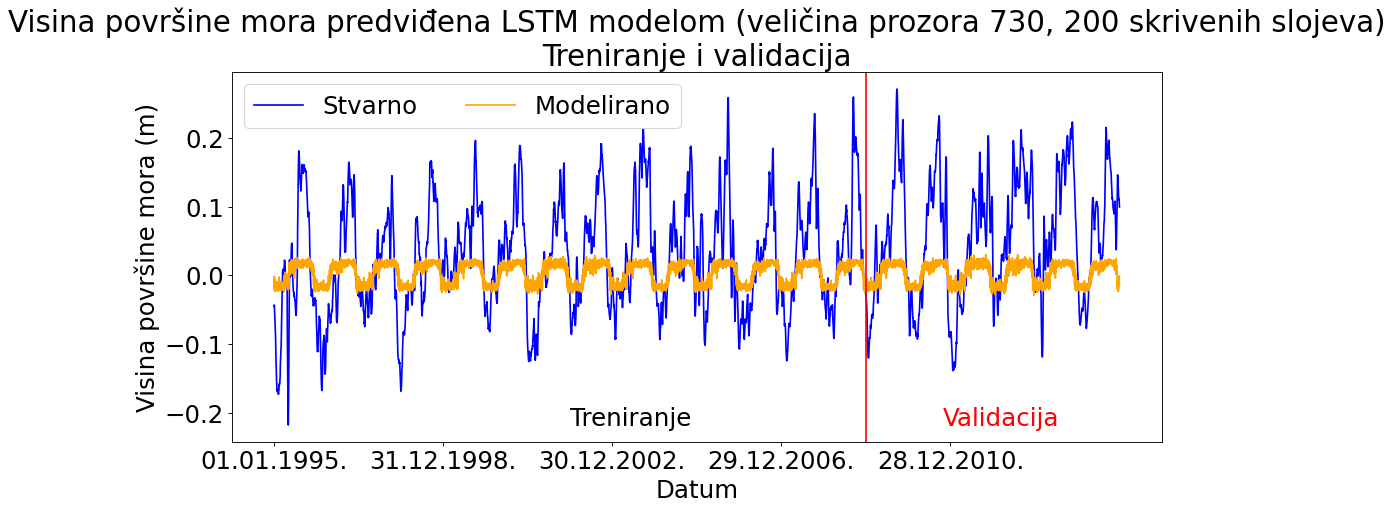 Visina površine mora predviđena LSTM modelom (veličina prozora 730, 200 skrivenih slojeva)
Treniranje i validacija
Stvarno
Modelirano
Visina površine mora (m)
0.2
0.1
0.0
−0.1
−0.2
Treniranje
Validacija
01.01.1995.
31.12.1998.
30.12.2002.
29.12.2006.
28.12.2010.
Datum